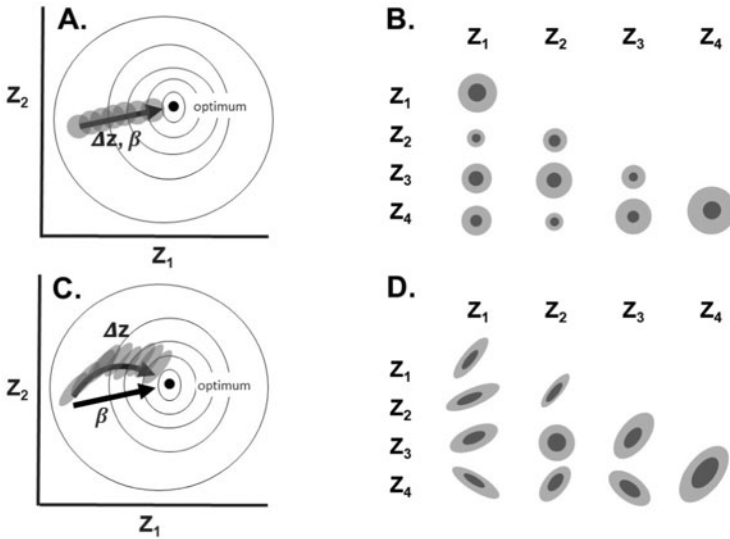 A.
Z2
optimum
Δz, β
Z1
B.
Z1 Z2 Z3 Z4
Z1
Z2
Z3
Z4
C.
Δz
Z2
optimum
β
Z1
D.
Z1 Z2 Z3 Z4
Z1
Z2
Z3
Z4